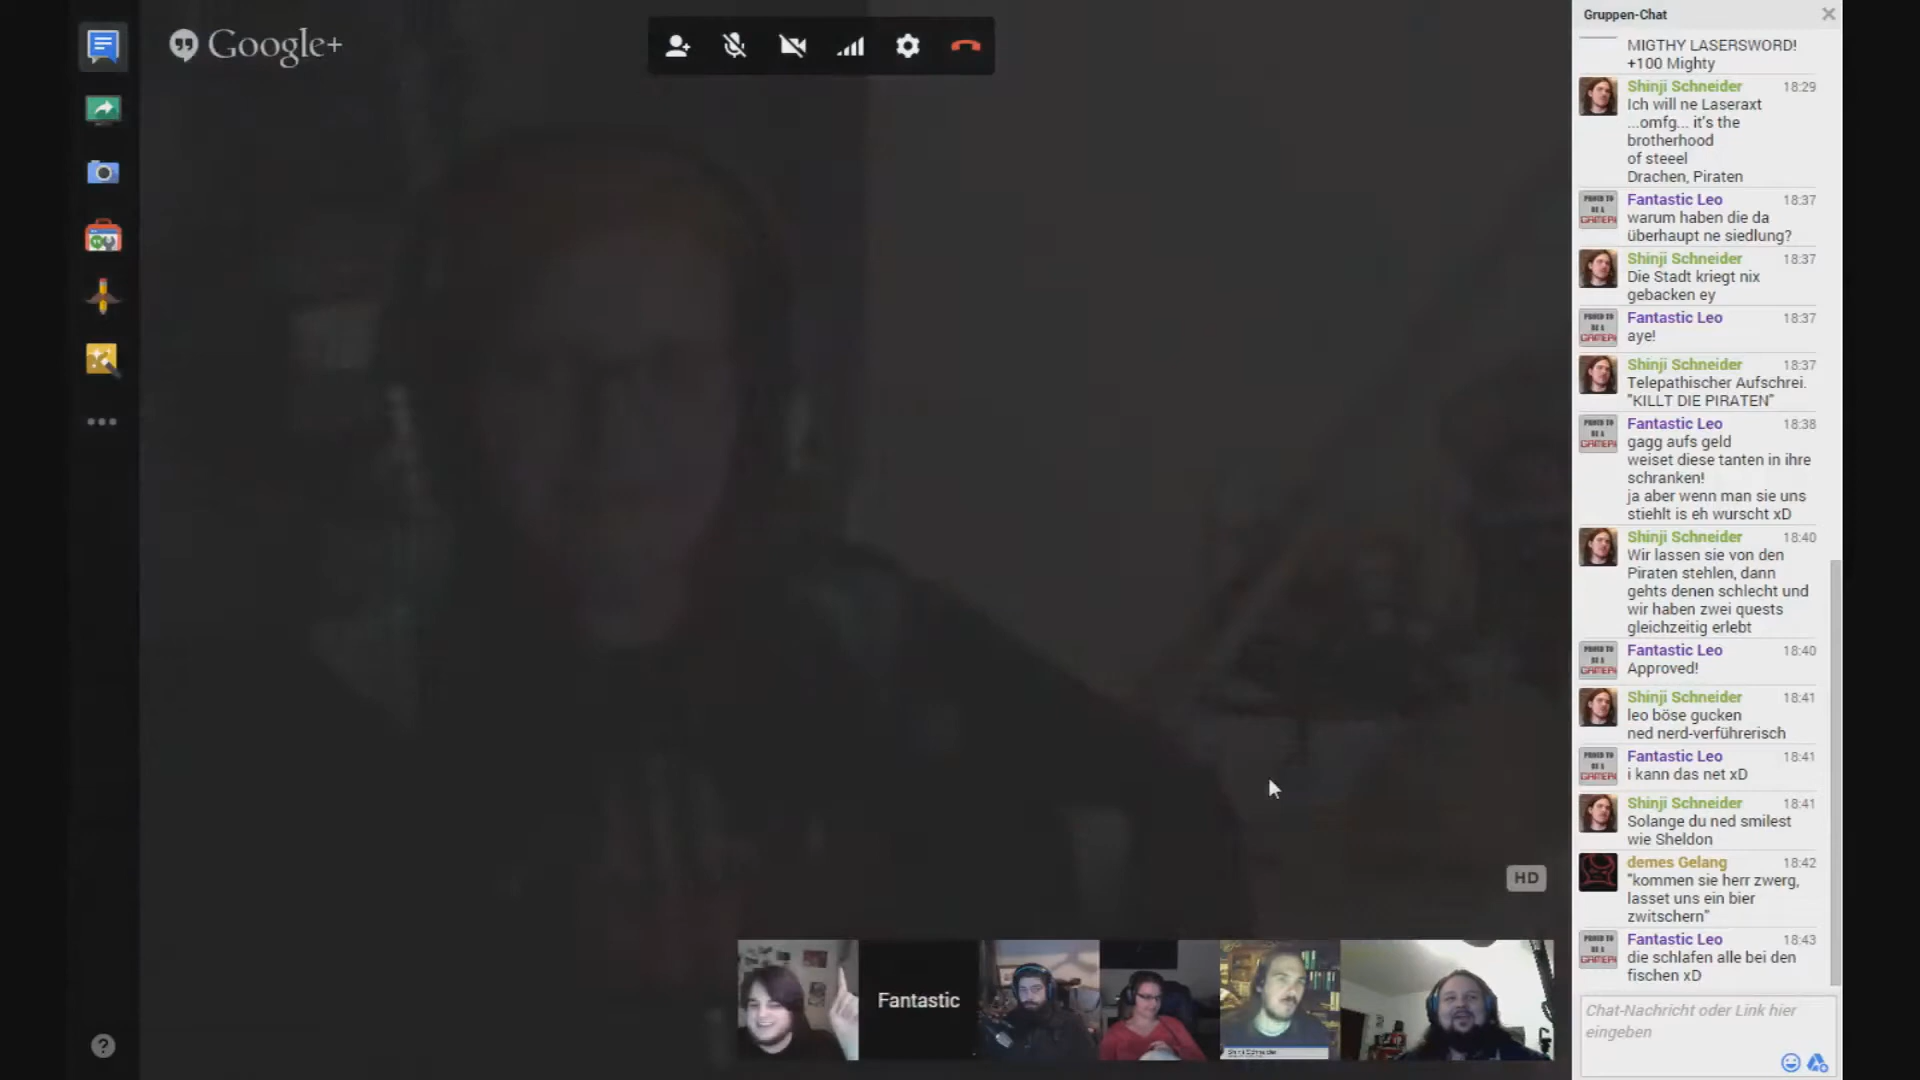 Google+
Gruppen-Chat
MIGTHY LASERSWORD!
+100 Mighty
Shinji Schneider 18:29
Ich will ne Laseraxt
...omfg... it's the
brotherhood
of steeel
Drachen, Piraten
Fantastic Leo 18:37
warum haben die da
überhaupt ne siedlung?
Shinji Schneider 18:37
Die Stadt kriegt nix
gebacken ey
Fantastic Leo 18:37
aye!
Shinji Schneider 18:37
Telepathischer Aufschrei.
"KILLT DIE PIRATEN"
Fantastic Leo 18:38
gagg aufs geld
weiset diese tanten in ihre
schranken!
ja aber wenn man sie uns
stiehlt is eh wurscht xD
Shinji Schneider 18:40
Wir lassen sie von den
Piraten stehlen, dann
gehts denen schlecht und
wir haben zwei quests
gleichzeitig erlebt
Fantastic Leo 18:40
Approved!
Shinji Schneider 18:41
leo böse gucken
ned nerd-verführerisch
Fantastic Leo 18:41
i kann das net xD
Shinji Schneider 18:41
Solange du ned smilest
wie Sheldon
demes Gelang 18:42
"kommen sie herr zwerg,
lasset uns ein bier
zwitschern"
Fantastic Leo 18:43
die schlafen alle bei den
fischen xD
Chat-Nachricht oder Link hier
eingeben
HD
Fantastic
Shinji Schneider